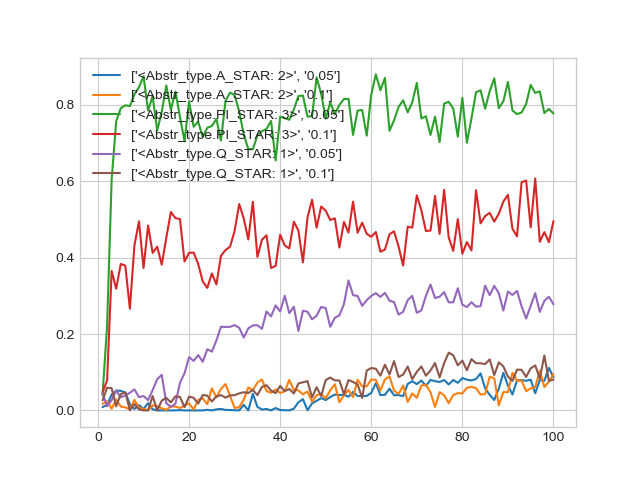 ['<Abstr_type.A_STAR: 2>', '0.05']
['<Abstr_type.A_STAR: 2>', '0.1']
['<Abstr_type.PI_STAR: 3>', '0.05']
['<Abstr_type.PI_STAR: 3>', '0.1']
['<Abstr_type.Q_STAR: 1>', '0.05']
['<Abstr_type.Q_STAR: 1>', '0.1']
0.8
0.6
0.4
0.2
0.0
0 20 40 60 80 100